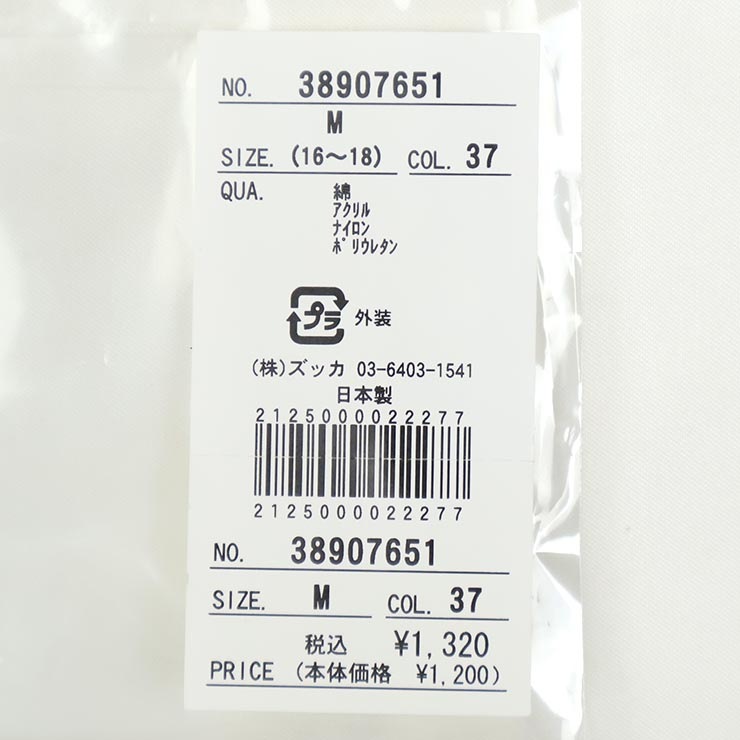 NO. 38907651
M
SIZE. (16～18) COL. 37
QUA. 綿
アクリル
ナイロン
ポリウレタン
プラ 外装
(株)ズッカ 03-6403-1541
日本製
2125000022277
2125000022277
NO. 38907651
SIZE. M COL. 37
税込 ¥1,320
PRICE (本体価格 ¥1,200)